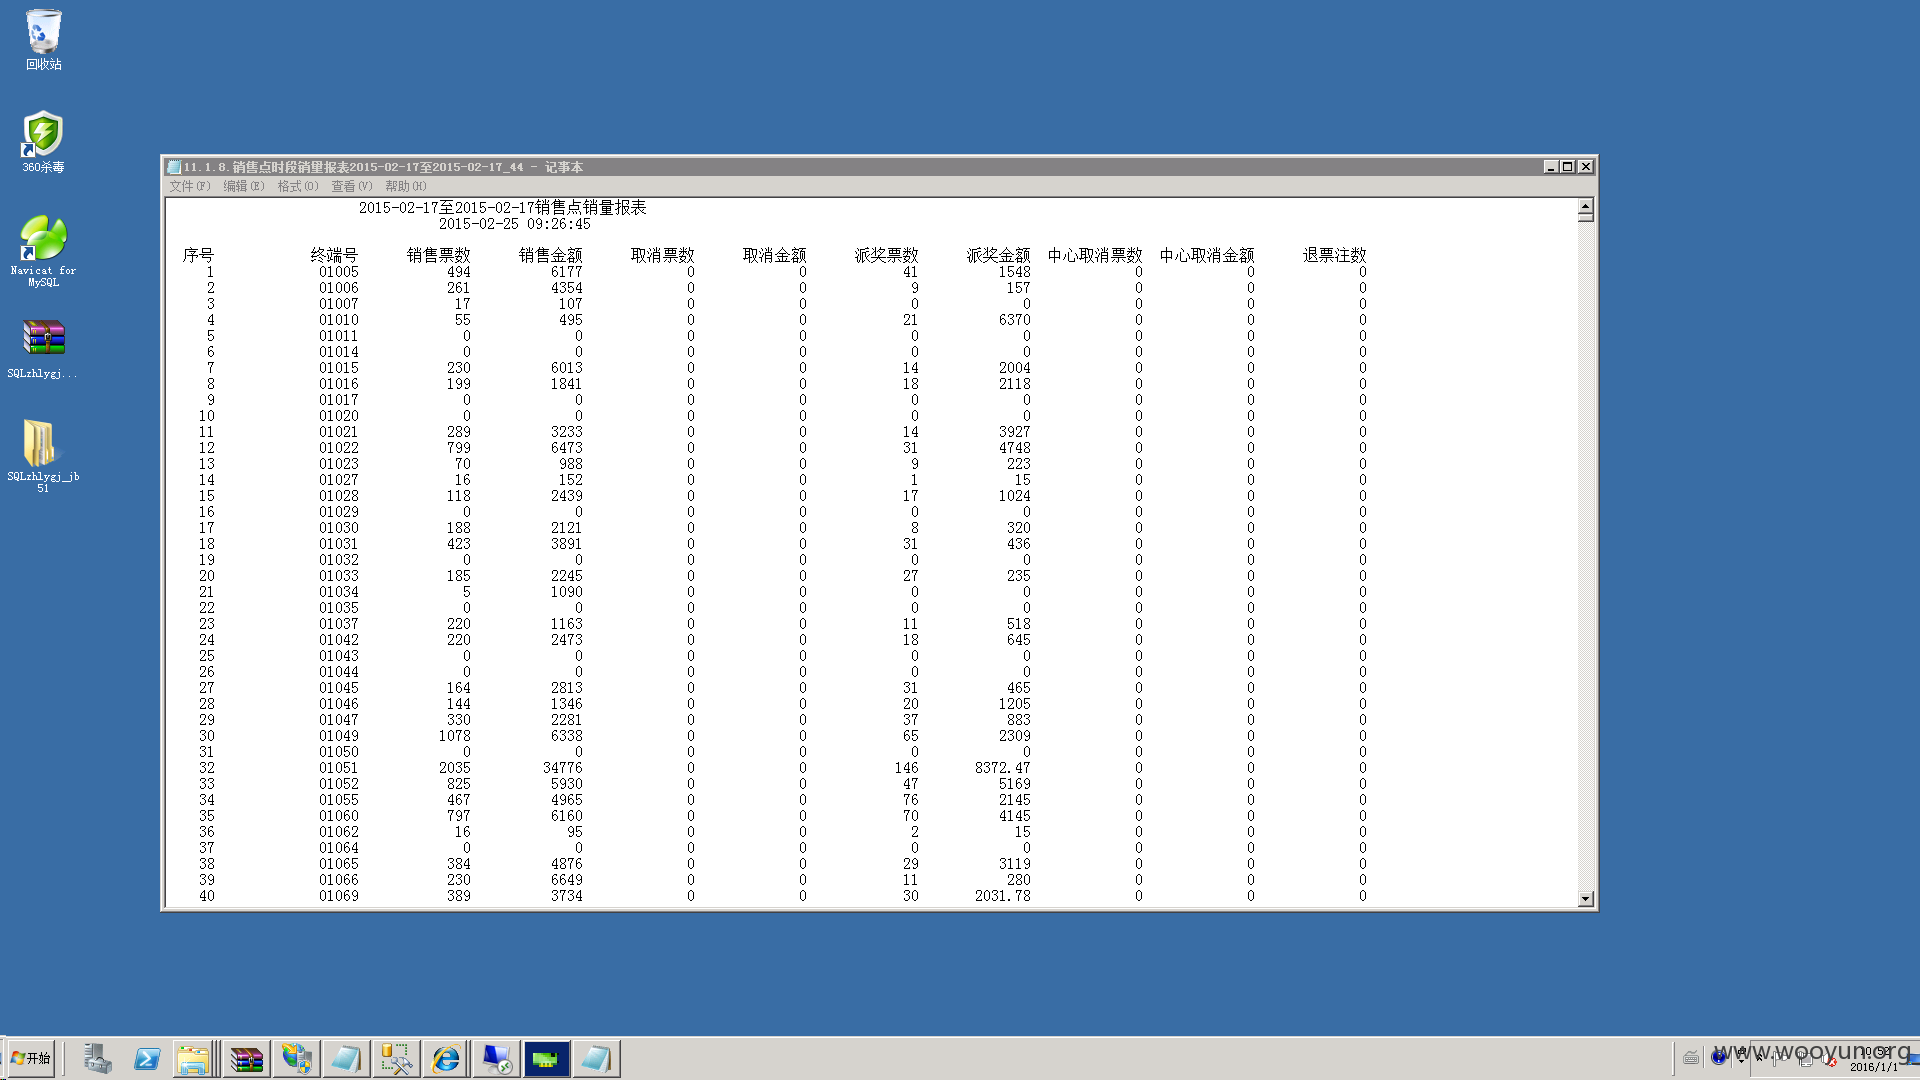 回收站
360杀毒
Navicat for
MySQL
SQLzhlygj...
SQLzhlygj_jb
51
11.1.8.销售点时段销量报表2015-02-17至2015-02-17_44 - 记事本
文件(F) 编辑(E) 格式(O) 查看(V) 帮助(H)
2015-02-17至2015-02-17销售点销量报表
2015-02-25 09:26:45
序号 终端号 销售票数 销售金额 取消票数 取消金额 派奖票数 派奖金额 中心取消票数 中心取消金额 退票注数
1 01005 494 6177 0 0 41 1548 0 0 0
2 01006 261 4354 0 0 9 157 0 0 0
3 01007 17 107 0 0 0 0 0 0 0
4 01010 55 495 0 0 21 6370 0 0 0
5 01011 0 0 0 0 0 0 0 0 0
6 01014 0 0 0 0 0 0 0 0 0
7 01015 230 6013 0 0 14 2004 0 0 0
8 01016 199 1841 0 0 18 2118 0 0 0
9 01017 0 0 0 0 0 0 0 0 0
10 01020 0 0 0 0 0 0 0 0 0
11 01021 289 3233 0 0 14 3927 0 0 0
12 01022 799 6473 0 0 31 4748 0 0 0
13 01023 70 988 0 0 9 223 0 0 0
14 01027 16 152 0 0 1 15 0 0 0
15 01028 118 2439 0 0 17 1024 0 0 0
16 01029 0 0 0 0 0 0 0 0 0
17 01030 188 2121 0 0 8 320 0 0 0
18 01031 423 3891 0 0 31 436 0 0 0
19 01032 0 0 0 0 0 0 0 0 0
20 01033 185 2245 0 0 27 235 0 0 0
21 01034 5 1090 0 0 0 0 0 0 0
22 01035 0 0 0 0 0 0 0 0 0
23 01037 220 1163 0 0 11 518 0 0 0
24 01042 220 2473 0 0 18 645 0 0 0
25 01043 0 0 0 0 0 0 0 0 0
26 01044 0 0 0 0 0 0 0 0 0
27 01045 164 2813 0 0 31 465 0 0 0
28 01046 144 1346 0 0 20 1205 0 0 0
29 01047 330 2281 0 0 37 883 0 0 0
30 01049 1078 6338 0 0 65 2309 0 0 0
31 01050 0 0 0 0 0 0 0 0 0
32 01051 2035 34776 0 0 146 8372.47 0 0 0
33 01052 825 5930 0 0 47 5169 0 0 0
34 01055 467 4965 0 0 76 2145 0 0 0
35 01060 797 6160 0 0 70 4145 0 0 0
36 01062 16 95 0 0 2 15 0 0 0
37 01064 0 0 0 0 0 0 0 0 0
38 01065 384 4876 0 0 29 3119 0 0 0
39 01066 230 6649 0 0 11 280 0 0 0
40 01069 389 3734 0 0 30 2031.78 0 0 0
开始
www.wooyun.org
10:52
2016/1/1